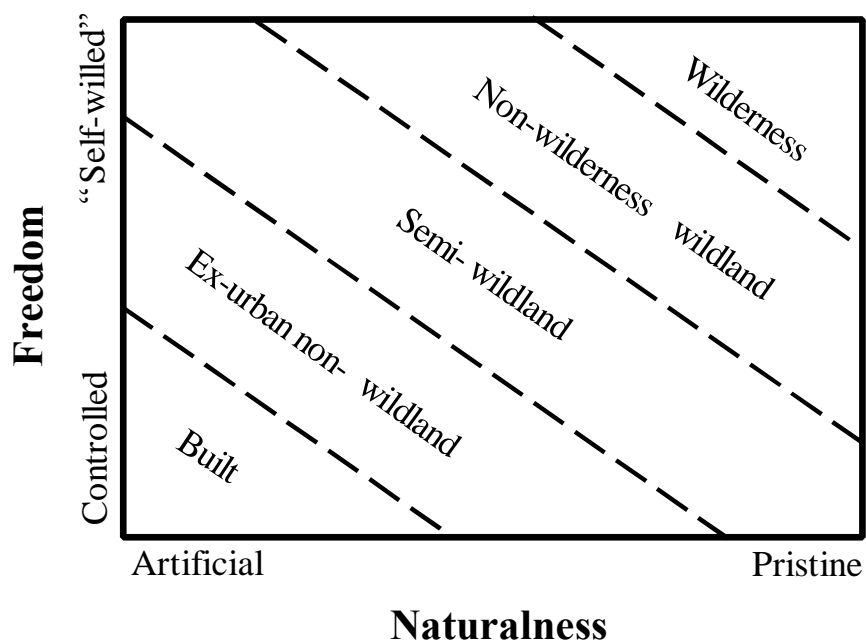 “Self-willed”
Freedom
Controlled
Wilderness
Non-wilderness wildland
Semi- wildland
Ex-urban non- wildland
Built
Artificial
Pristine
Naturalness